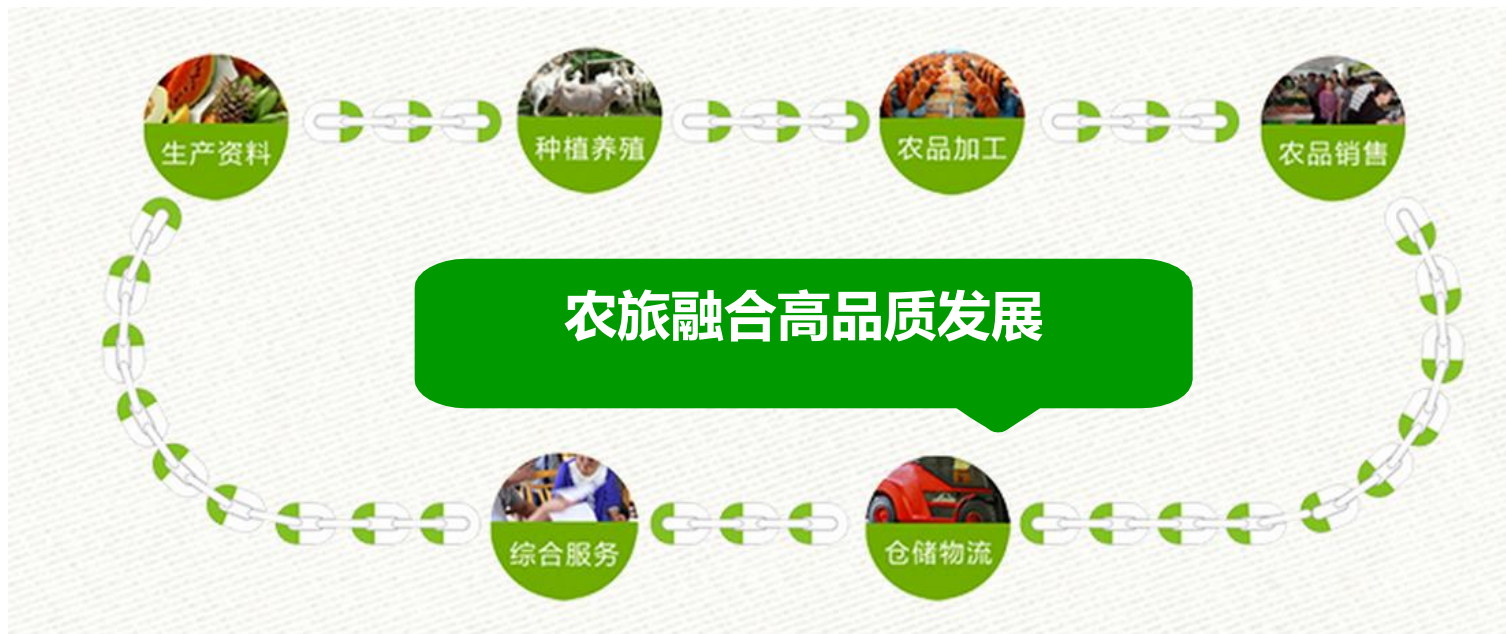 生产资料
种植养殖
农品加工
农品销售
农旅融合高品质发展
综合服务
仓储物流